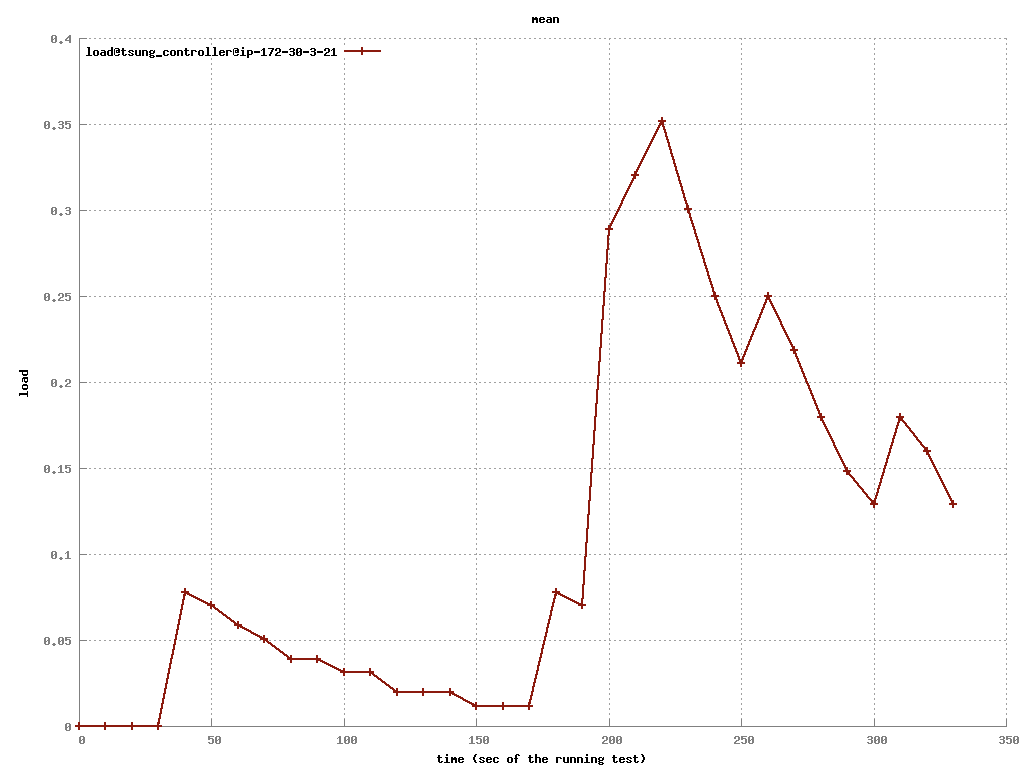 mean
load@tsung_controller@ip-172-30-3-21
0.4
0.35
0.3
0.25
0.2
0.15
0.1
0.05
0
load
0 50 100 150 200 250 300 350
time (sec of the running test)